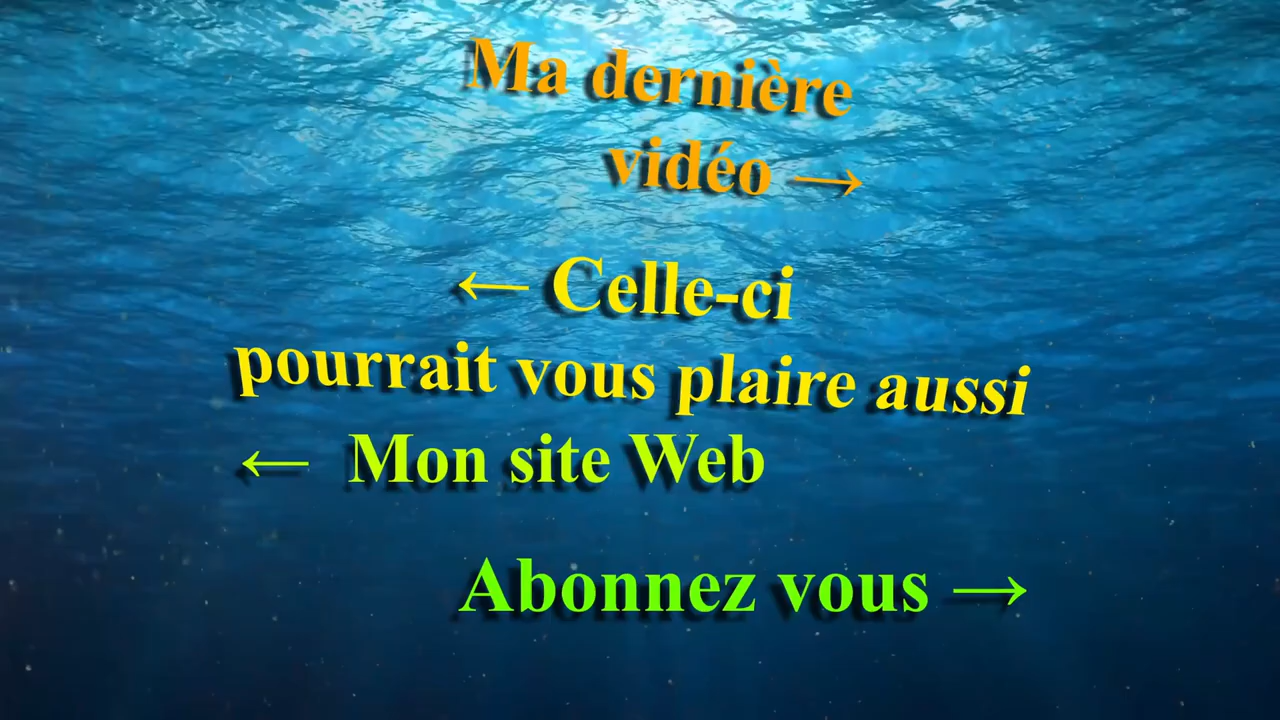 Ma dernière
vidéo →
← Celle-ci
pourrait vous plaire aussi
← Mon site Web
Abonnez vous →